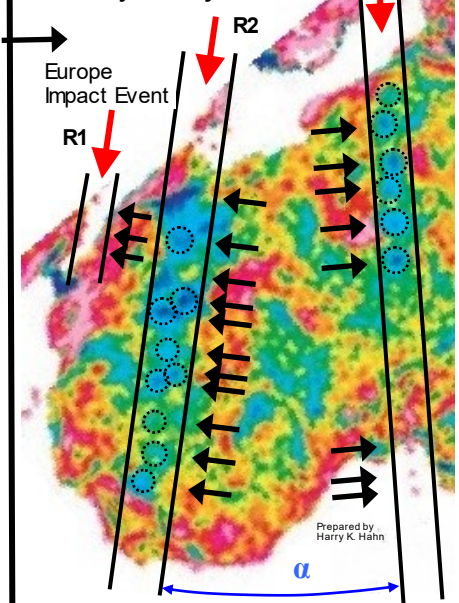 R2
Europe
Impact Event
R1
Prepared by
Harry K. Hahn
α